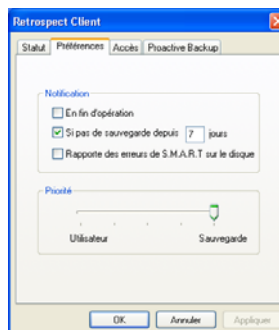 Retrospect Client
Statut Préférences Accès Proactive Backup
Notification
En fin d'opération
Si pas de sauvegarde depuis 7 jours
Rapporte des erreurs de S.M.A.R.T sur le disque
Priorité
Utilisateur Sauvegarde
OK Annuler Appliquer